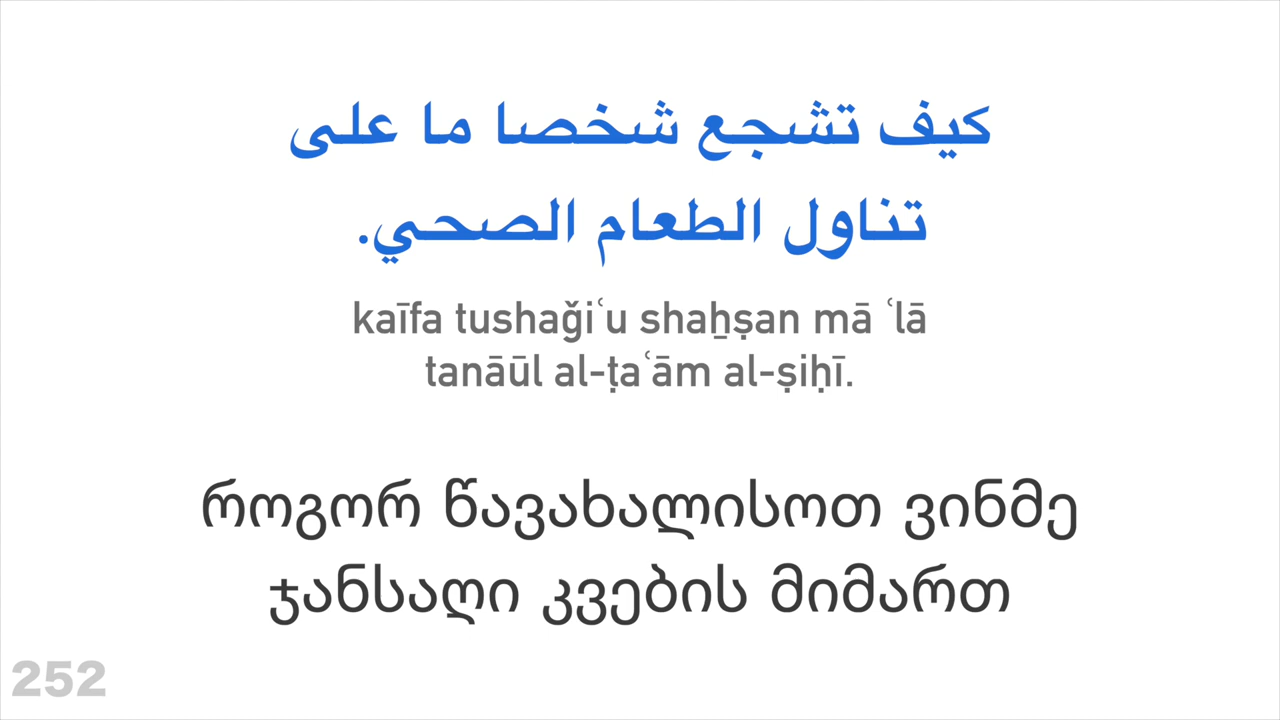 كيف تشجع شخصا ما على
تناول الطعام الصحي.
kaīfa tushağiʿu shaẖṣan mā ʿlā
tanāūl al-ṭaʿām al-ṣiḥī.
როგორ წავახალისოთ ვინმე
ჯანსაღი კვების მიმართ
252